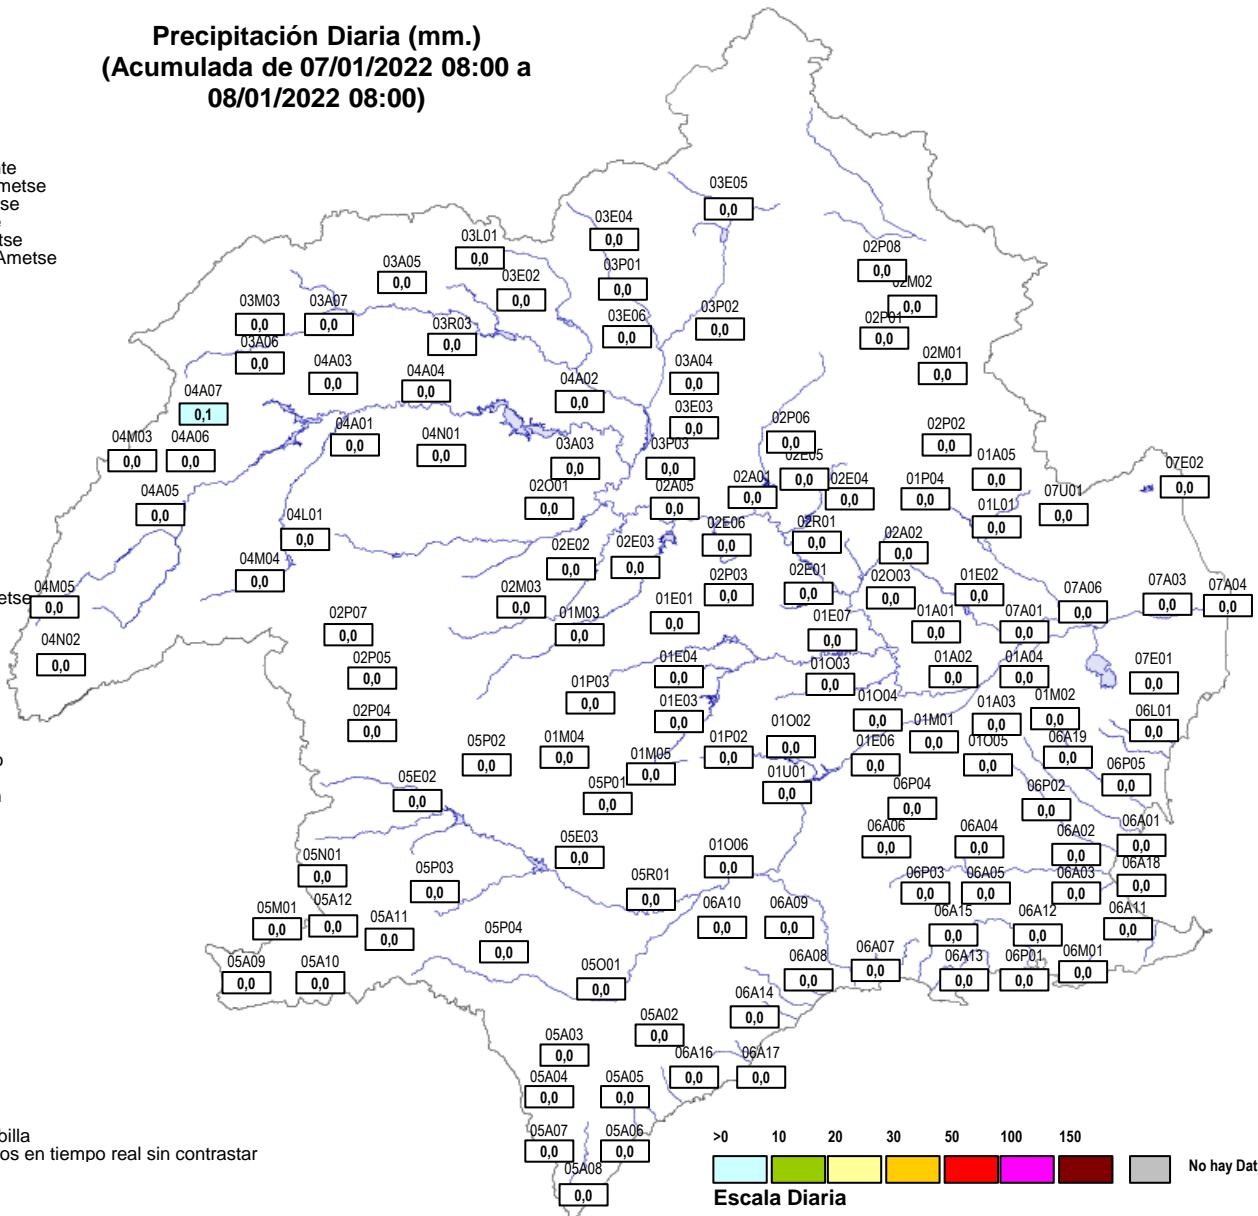 Precipitación Diaria (mm.)
(Acumulada de 07/01/2022 08:00 a
08/01/2022 08:00)
03E05
0,0
03E04
0,0
03L01
0,0
03P01
0,0
02P08
0,0
03A05
0,0
03E02
0,0
02M02
0,0
03M03
0,0
03A07
0,0
03P02
0,0
03E06
0,0
02P01
0,0
03R03
0,0
03A06
0,0
04A03
0,0
04A04
0,0
04A02
0,0
03A04
0,0
02M01
0,0
04A07
0,1
03E03
0,0
04M03
0,0
04A06
0,0
04A01
0,0
04N01
0,0
03A03
0,0
03P03
0,0
02P06
0,0
02E05
0,0
02P02
0,0
01A05
0,0
07E02
0,0
04A05
0,0
02O01
0,0
02A05
0,0
02A01
0,0
02E04
0,0
01P04
0,0
07U01
0,0
01L01
0,0
04L01
0,0
02E02
0,0
02E03
0,0
02E06
0,0
02R01
0,0
02A02
0,0
04M04
0,0
04M05
0,0
02M03
0,0
02P03
0,0
02E01
0,0
02O03
0,0
01E02
0,0
07A06
0,0
07A03
0,0
07A04
0,0
02P07
0,0
01M03
0,0
01E01
0,0
01E07
0,0
01A01
0,0
07A01
0,0
04N02
0,0
02P05
0,0
01E04
0,0
01O03
0,0
01A02
0,0
01A04
0,0
07E01
0,0
01P03
0,0
02P04
0,0
01E03
0,0
01O04
0,0
01A03
0,0
01M02
0,0
06L01
0,0
05P02
0,0
01M04
0,0
01M05
0,0
01P02
0,0
01O02
0,0
01M01
0,0
01E06
0,0
01O05
0,0
06A19
0,0
05E02
0,0
05P01
0,0
01U01
0,0
06P04
0,0
06P02
0,0
06P05
0,0
05E03
0,0
01O06
0,0
06A06
0,0
06A04
0,0
06A02
0,0
06A01
0,0
05N01
0,0
05P03
0,0
05R01
0,0
06P03
0,0
06A05
0,0
06A03
0,0
06A18
0,0
05M01
0,0
05A12
0,0
05A11
0,0
05P04
0,0
06A10
0,0
06A09
0,0
06A15
0,0
06A12
0,0
06A11
0,0
05A09
0,0
05A10
0,0
05O01
0,0
06A08
0,0
06A07
0,0
06A13
0,0
06P01
0,0
06M01
0,0
06A14
0,0
05A02
0,0
05A03
0,0
06A16
0,0
06A17
0,0
05A04
0,0
05A05
0,0
05A07
0,0
05A06
0,0
05A08
0,0
nte
metse
se
tse
Ametse
etse
o
billa
os en tiempo real sin contrastar
>0 10 20 30 50 100 150
No hay Dat
Escala Diaria